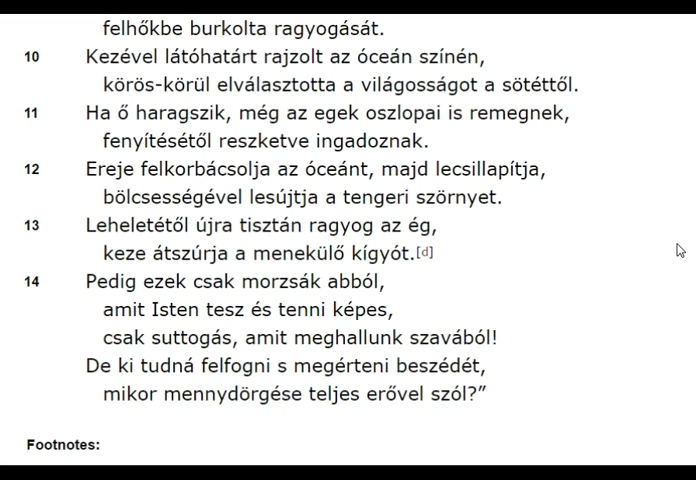 felhőkbe burkolta ragyogását.
10 Kezével látóhatárt rajzolt az óceán színén,
körös-körül elválasztotta a világosságot a sötéttől.
11 Ha ő haragszik, még az egek oszlopai is remegnek,
fenyítésétől reszketve ingadoznak.
12 Ereje felkorbácsolja az óceánt, majd lecsillapítja,
bölcsességével lesújtja a tengeri szörnyet.
13 Leheletétől újra tisztán ragyog az ég,
keze átszúrja a menekülő kígyót.[d]
14 Pedig ezek csak morzsák abból,
amit Isten tesz és tenni képes,
csak suttogás, amit meghallunk szavából!
De ki tudná felfogni s megérteni beszédét,
mikor mennydörgése teljes erővel szól?”
Footnotes: